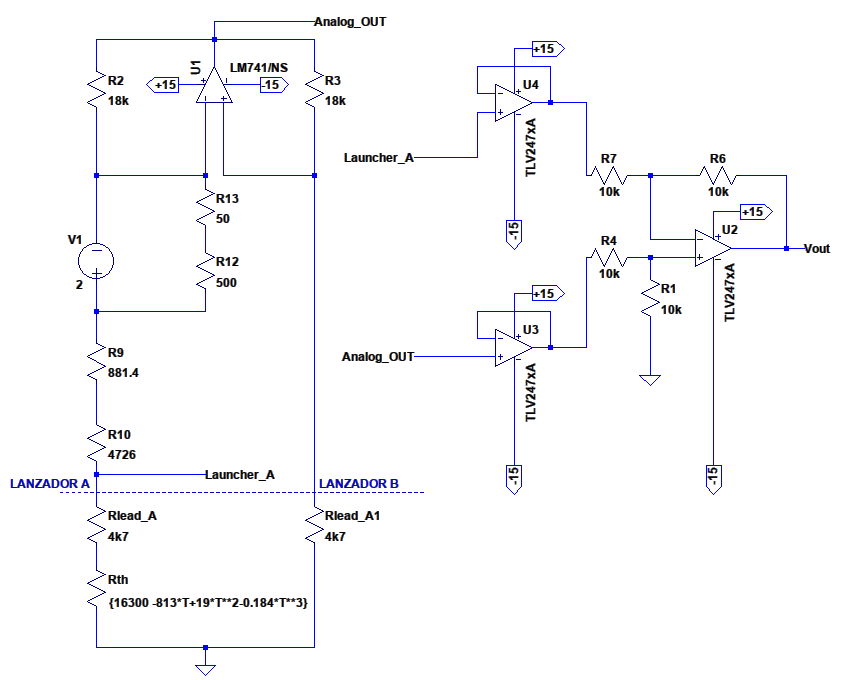 Analog_OUT
U1
LM741/NS
+15
-15
R2
18k
R3
18k
R13
50
V1
2
R12
500
R9
881.4
R10
4726
Launcher_A
LANZADOR A
LANZADOR B
Rlead_A
4k7
Rlead_A1
4k7
Rth
{16300 -813*T+19*T**2-0.184*T**3}
+15
U4
TLV247xA
Launcher_A
-15
R7
10k
R6
10k
+15
U2
Vout
TLV247xA
R4
10k
R1
10k
+15
U3
Analog_OUT
TLV247xA
-15
-15